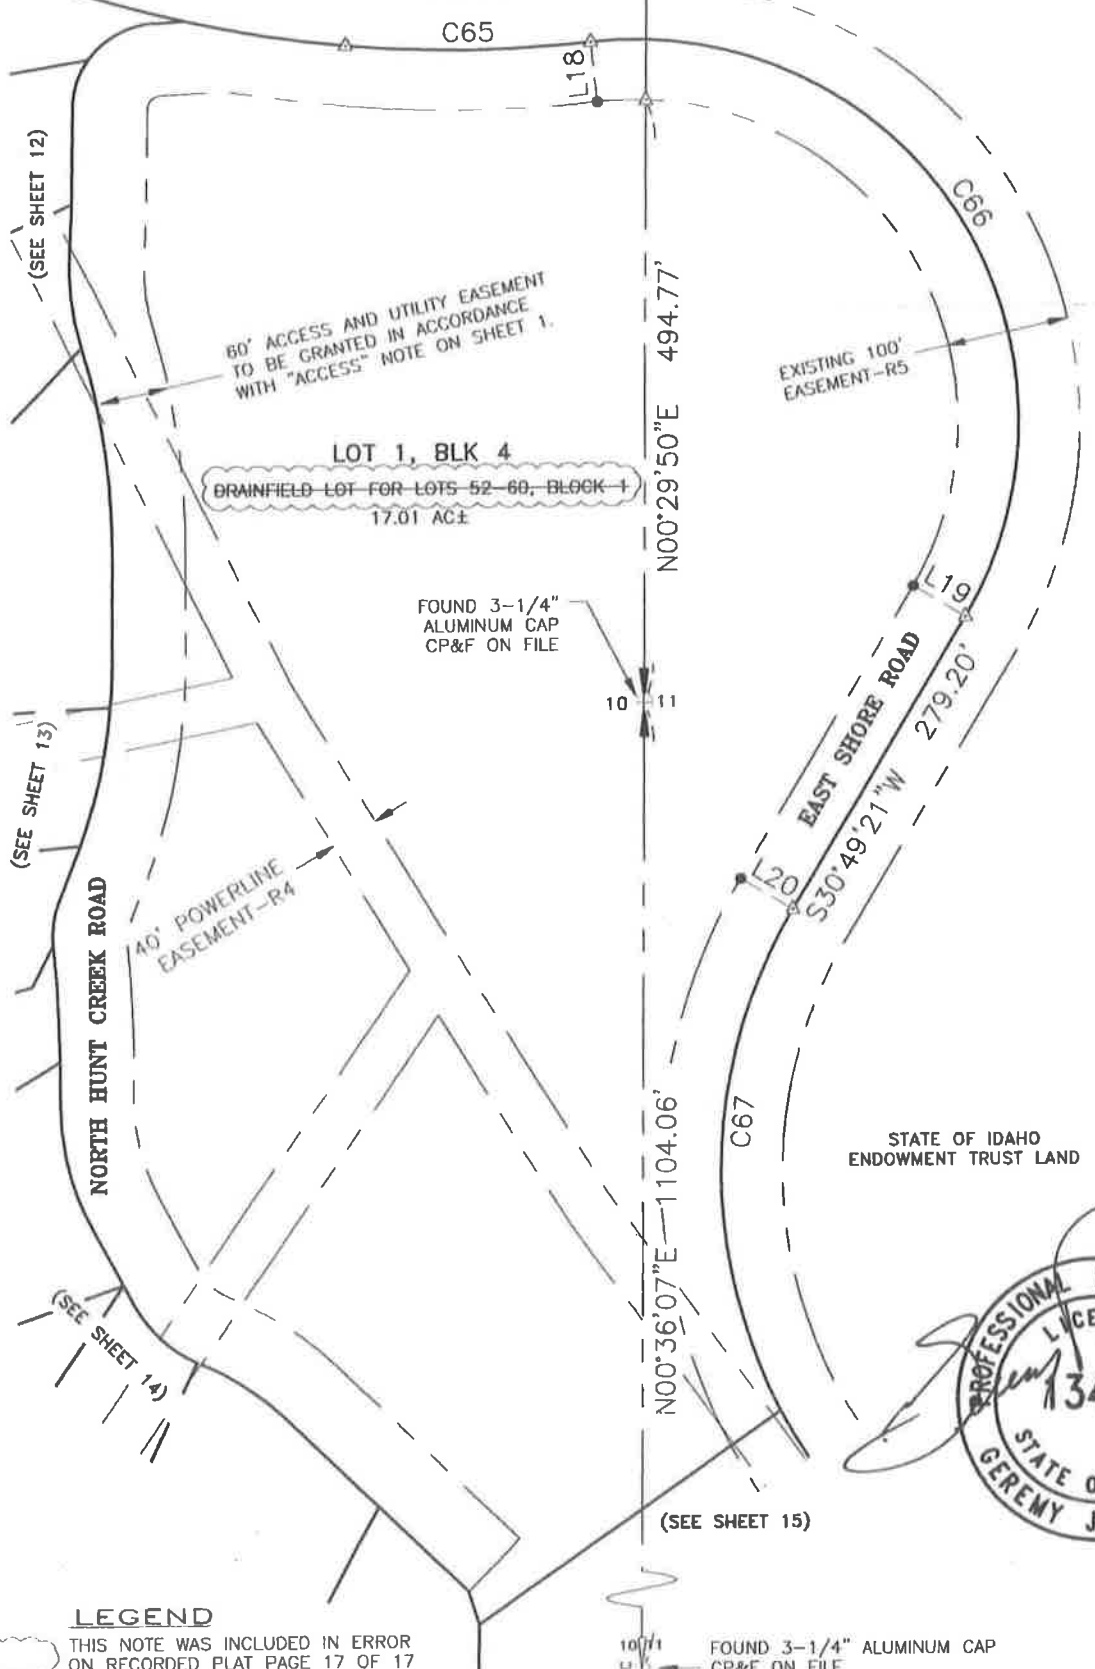 C65
L18
(SEE SHEET 12)
C66
60' ACCESS AND UTILITY EASEMENT
TO BE GRANTED IN ACCORDANCE
WITH "ACCESS" NOTE ON SHEET 1.
N00°29'50"E 494.77'
EXISTING 100'
EASEMENT-R5
LOT 1, BLK 4
DRAINFIELD LOT FOR LOTS 52-60, BLOCK 1
17.01 AC±
FOUND 3-1/4"
ALUMINUM CAP
CP&F ON FILE
10 11
L19
EAST SHORE ROAD
S30°49'21"W 279.20'
L20
(SEE SHEET 13)
40' POWERLINE
EASEMENT-R4
NORTH HUNT CREEK ROAD
N00°36'07"E 1104.06'
C67
STATE OF IDAHO
ENDOWMENT TRUST LAND
(SEE SHEET 14)
PROFESSIONAL
134
STATE
GEREMY J
(SEE SHEET 15)
LEGEND
THIS NOTE WAS INCLUDED IN ERROR
ON RECORDED PLAT PAGE 17 OF 17
10 11
FOUND 3-1/4" ALUMINUM CAP
CP&F ON FILE